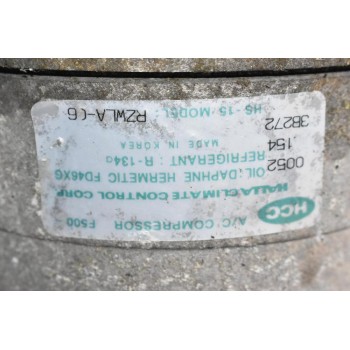 A/C COMPRESSOR F500
HCC HALLA CLIMATE CONTROL CORP
OIL:DAPHNE HERMETIC FD46XG
REFRIGERANT : R-134a
0052
MADE IN KOREA
154
HS-15 MODEL:
38272